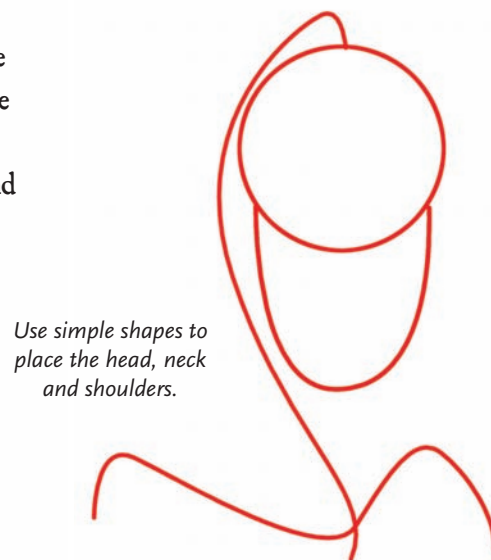 Use simple shapes to
place the head, neck
and shoulders.